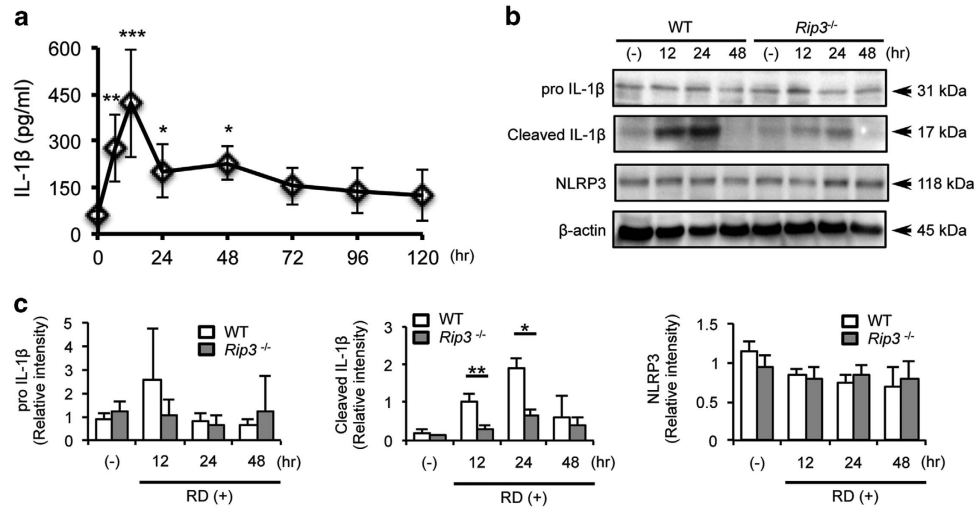 a
***
**
*
*
IL-1β (pg/ml)
600
450
300
150
0
0 24 48 72 96 120 (hr)
b
WT Rip3-/-
(-) 12 24 48 (-) 12 24 48 (hr)
pro IL-1β 31 kDa
Cleaved IL-1β 17 kDa
NLRP3 118 kDa
β-actin 45 kDa
c
pro IL-1β
(Relative intensity)
5
4
3
2
1
0
WT
Rip3 -/-
(-) 12 24 48 (hr)
RD (+)
Cleaved IL-1β
(Relative intensity)
3
2
1
0
WT
Rip3 -/-
*
**
(-) 12 24 48 (hr)
RD (+)
NLRP3
(Relative intensity)
1.5
1
0.5
0
WT
Rip3 -/-
(-) 12 24 48 (hr)
RD (+)